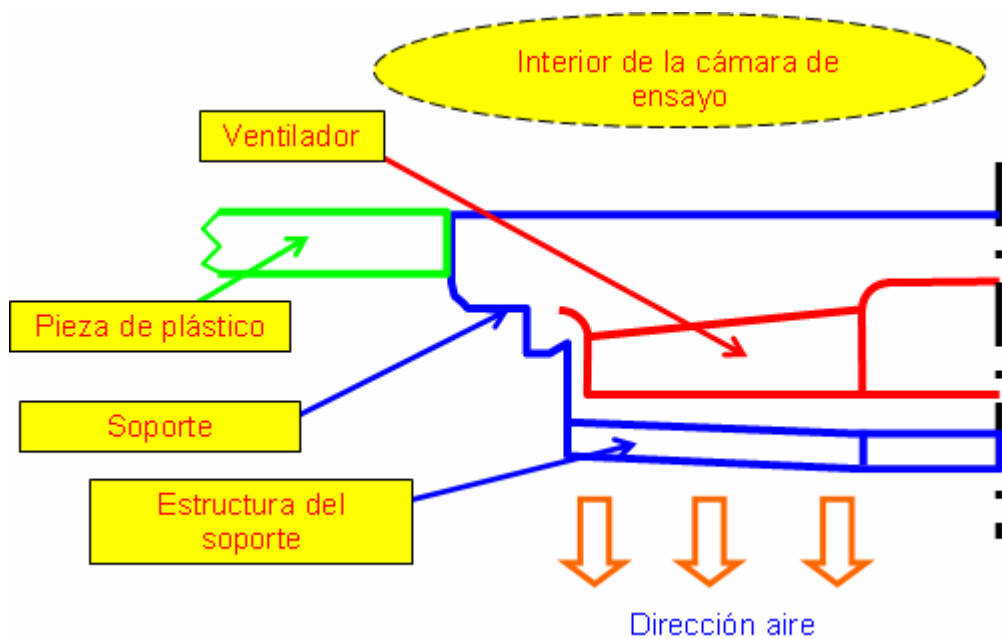 Interior de la cámara de
ensayo
Ventilador
Pieza de plástico
Soporte
Estructura del
soporte
Dirección aire